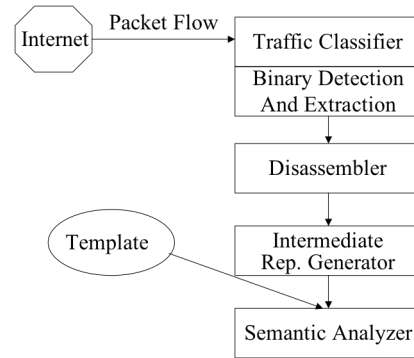 Packet Flow
Internet
Traffic Classifier
Binary Detection
And Extraction
Disassembler
Template
Intermediate
Rep. Generator
Semantic Analyzer